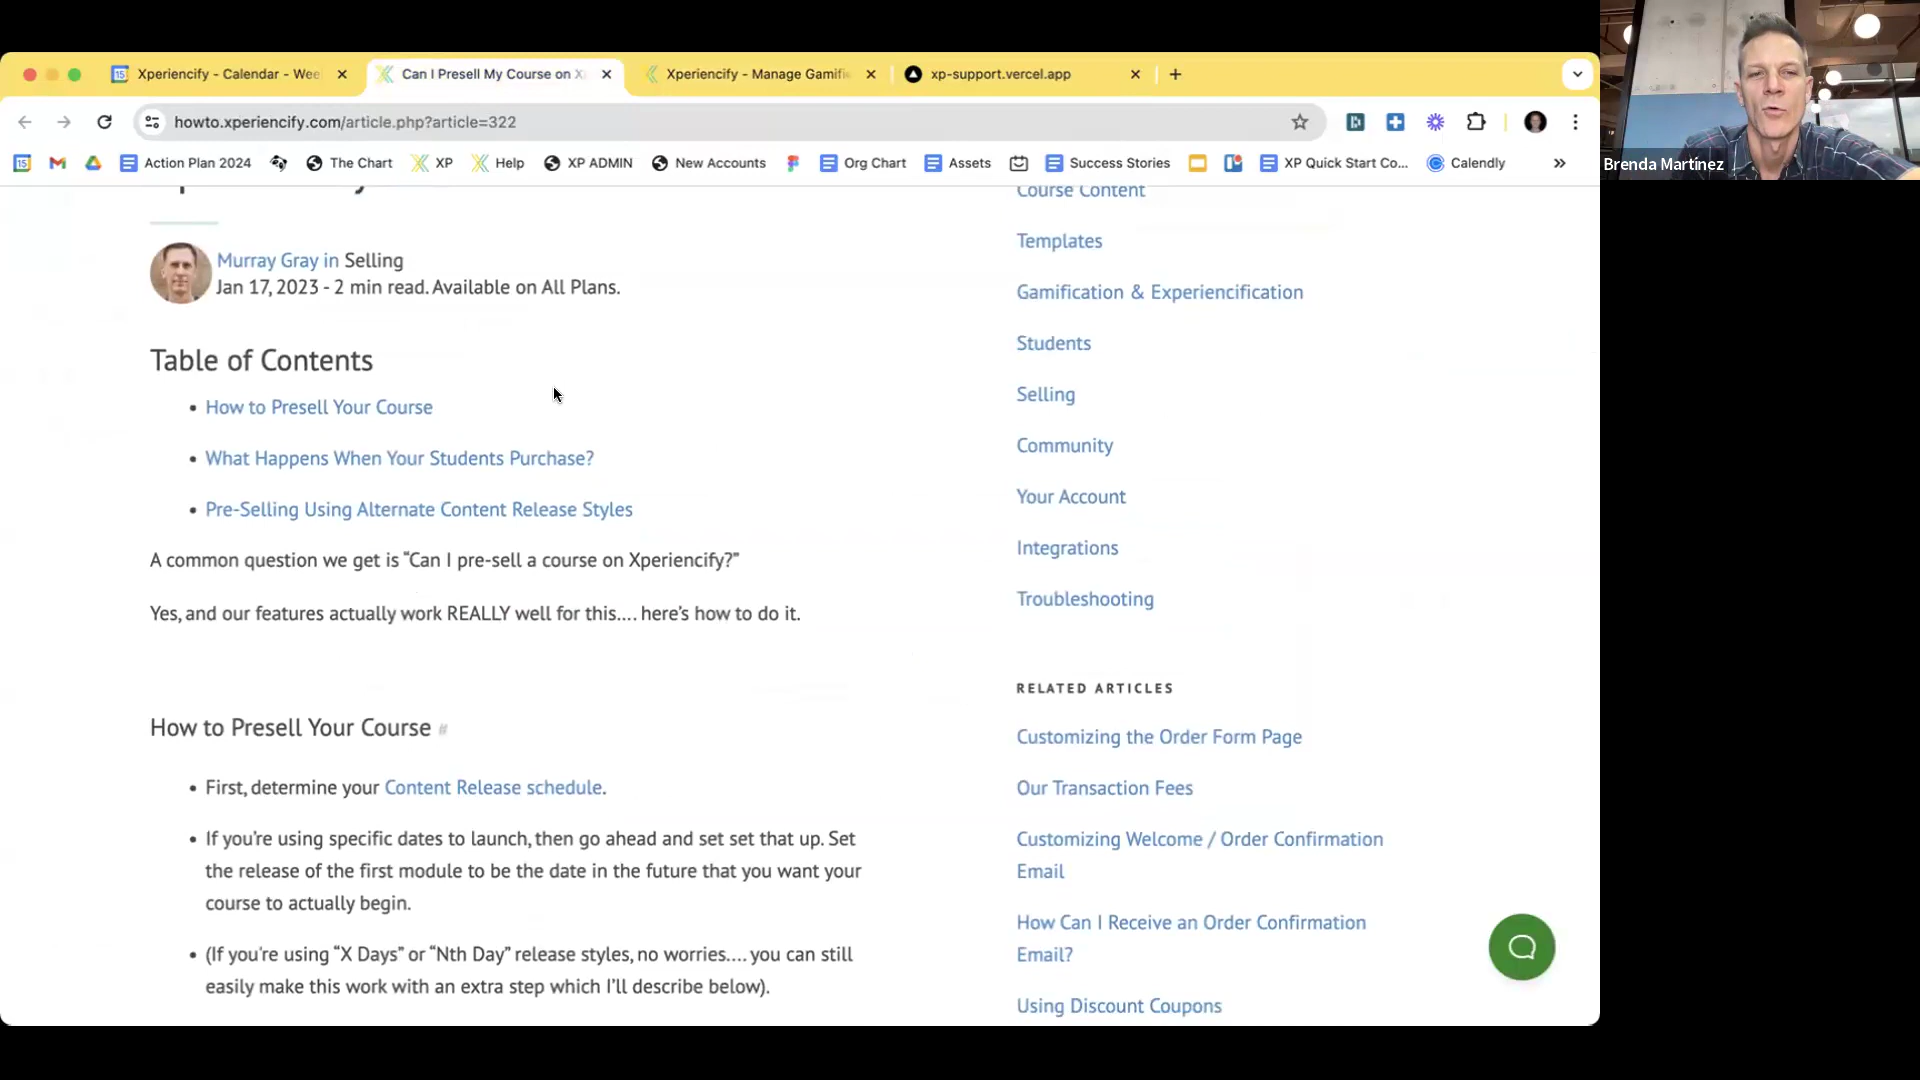 Xperiencify - Calendar - Wee
Can I Presell My Course on X
Xperiencify - Manage Gamifi
xp-support.vercel.app
howto.xperiencify.com/article.php?article=322
Action Plan 2024
The Chart
XP
Help
XP ADMIN
New Accounts
Org Chart
Assets
Success Stories
XP Quick Start Co...
Calendly
Brenda Martínez
Murray Gray in Selling
Jan 17, 2023 - 2 min read. Available on All Plans.
Table of Contents
• How to Presell Your Course
• What Happens When Your Students Purchase?
• Pre-Selling Using Alternate Content Release Styles
A common question we get is “Can I pre-sell a course on Xperiencify?”
Yes, and our features actually work REALLY well for this.... here’s how to do it.
How to Presell Your Course #
• First, determine your Content Release schedule.
• If you’re using specific dates to launch, then go ahead and set set that up. Set
the release of the first module to be the date in the future that you want your
course to actually begin.
• (If you're using “X Days” or “Nth Day” release styles, no worries.... you can still
easily make this work with an extra step which I’ll describe below).
Course Content
Templates
Gamification & Experiencification
Students
Selling
Community
Your Account
Integrations
Troubleshooting
RELATED ARTICLES
Customizing the Order Form Page
Our Transaction Fees
Customizing Welcome / Order Confirmation
Email
How Can I Receive an Order Confirmation
Email?
Using Discount Coupons